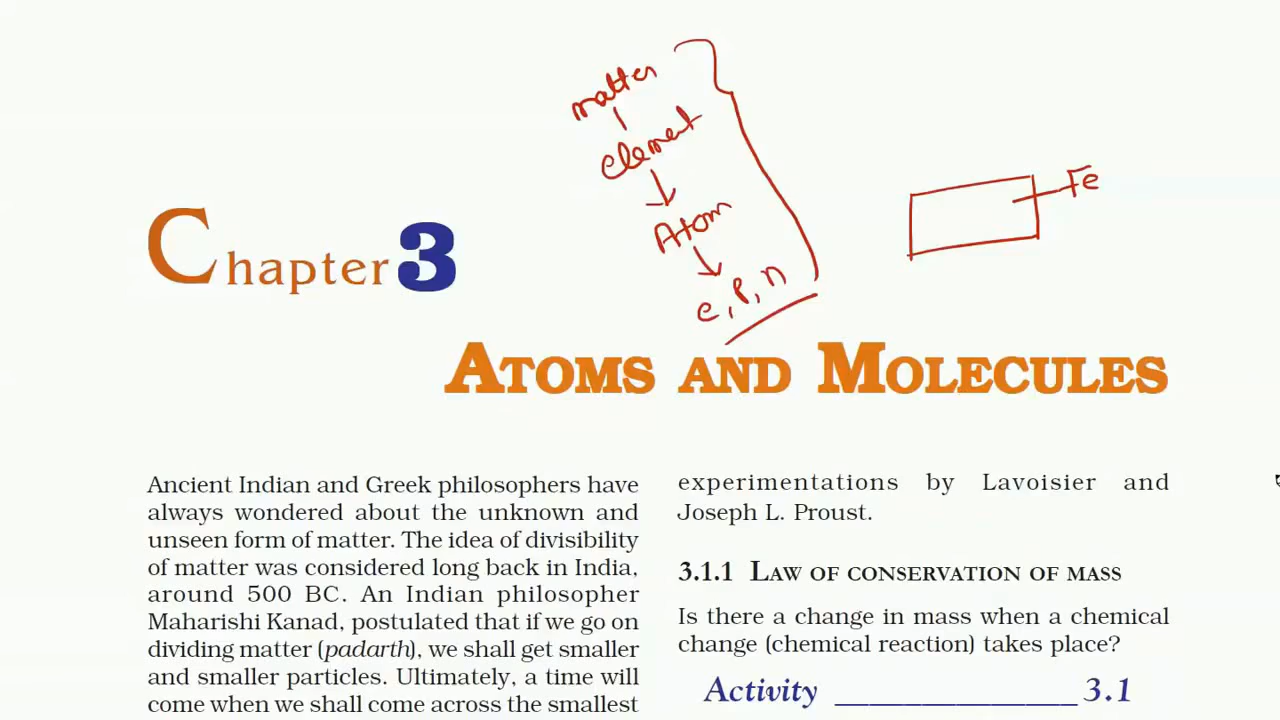 matter
element
Atom
e, p, n
Fe
Chapter 3
ATOMS AND MOLECULES
Ancient Indian and Greek philosophers have
always wondered about the unknown and
unseen form of matter. The idea of divisibility
of matter was considered long back in India,
around 500 BC. An Indian philosopher
Maharishi Kanad, postulated that if we go on
dividing matter (padarth), we shall get smaller
and smaller particles. Ultimately, a time will
come when we shall come across the smallest
experimentations by Lavoisier and
Joseph L. Proust.
3.1.1 LAW OF CONSERVATION OF MASS
Is there a change in mass when a chemical
change (chemical reaction) takes place?
Activity ______________ 3.1